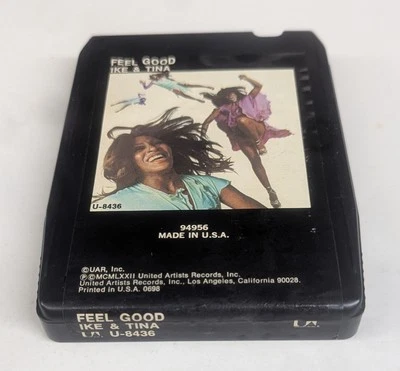 FEEL GOOD
IKE & TINA
U-8436
94956
MADE IN U.S.A.
©UAR, Inc.
℗©MCMLXXII United Artists Records, Inc.
United Artists Records, Inc., Los Angeles, California 90028.
Printed in U.S.A. 0698
FEEL GOOD
IKE & TINA
UA U-8436
UA